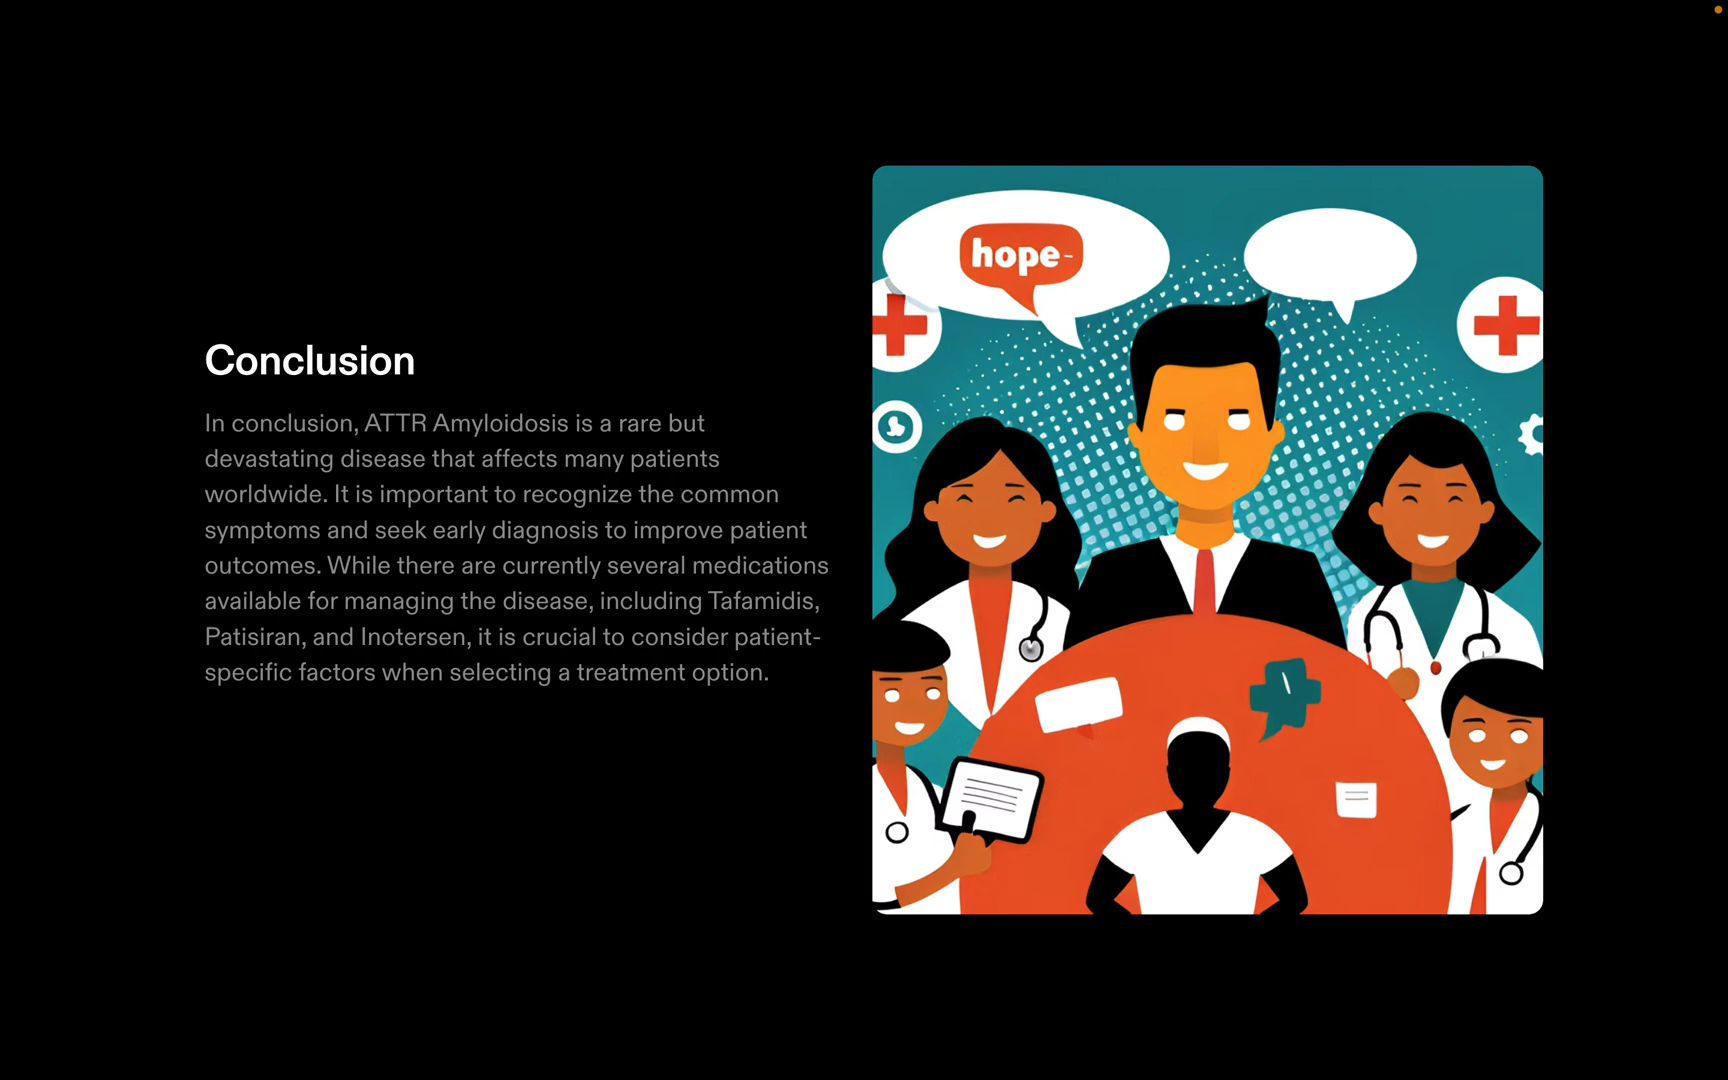 Conclusion
In conclusion, ATTR Amyloidosis is a rare but
devastating disease that affects many patients
worldwide. It is important to recognize the common
symptoms and seek early diagnosis to improve patient
outcomes. While there are currently several medications
available for managing the disease, including Tafamidis,
Patisiran, and Inotersen, it is crucial to consider patient-
specific factors when selecting a treatment option.
hope-